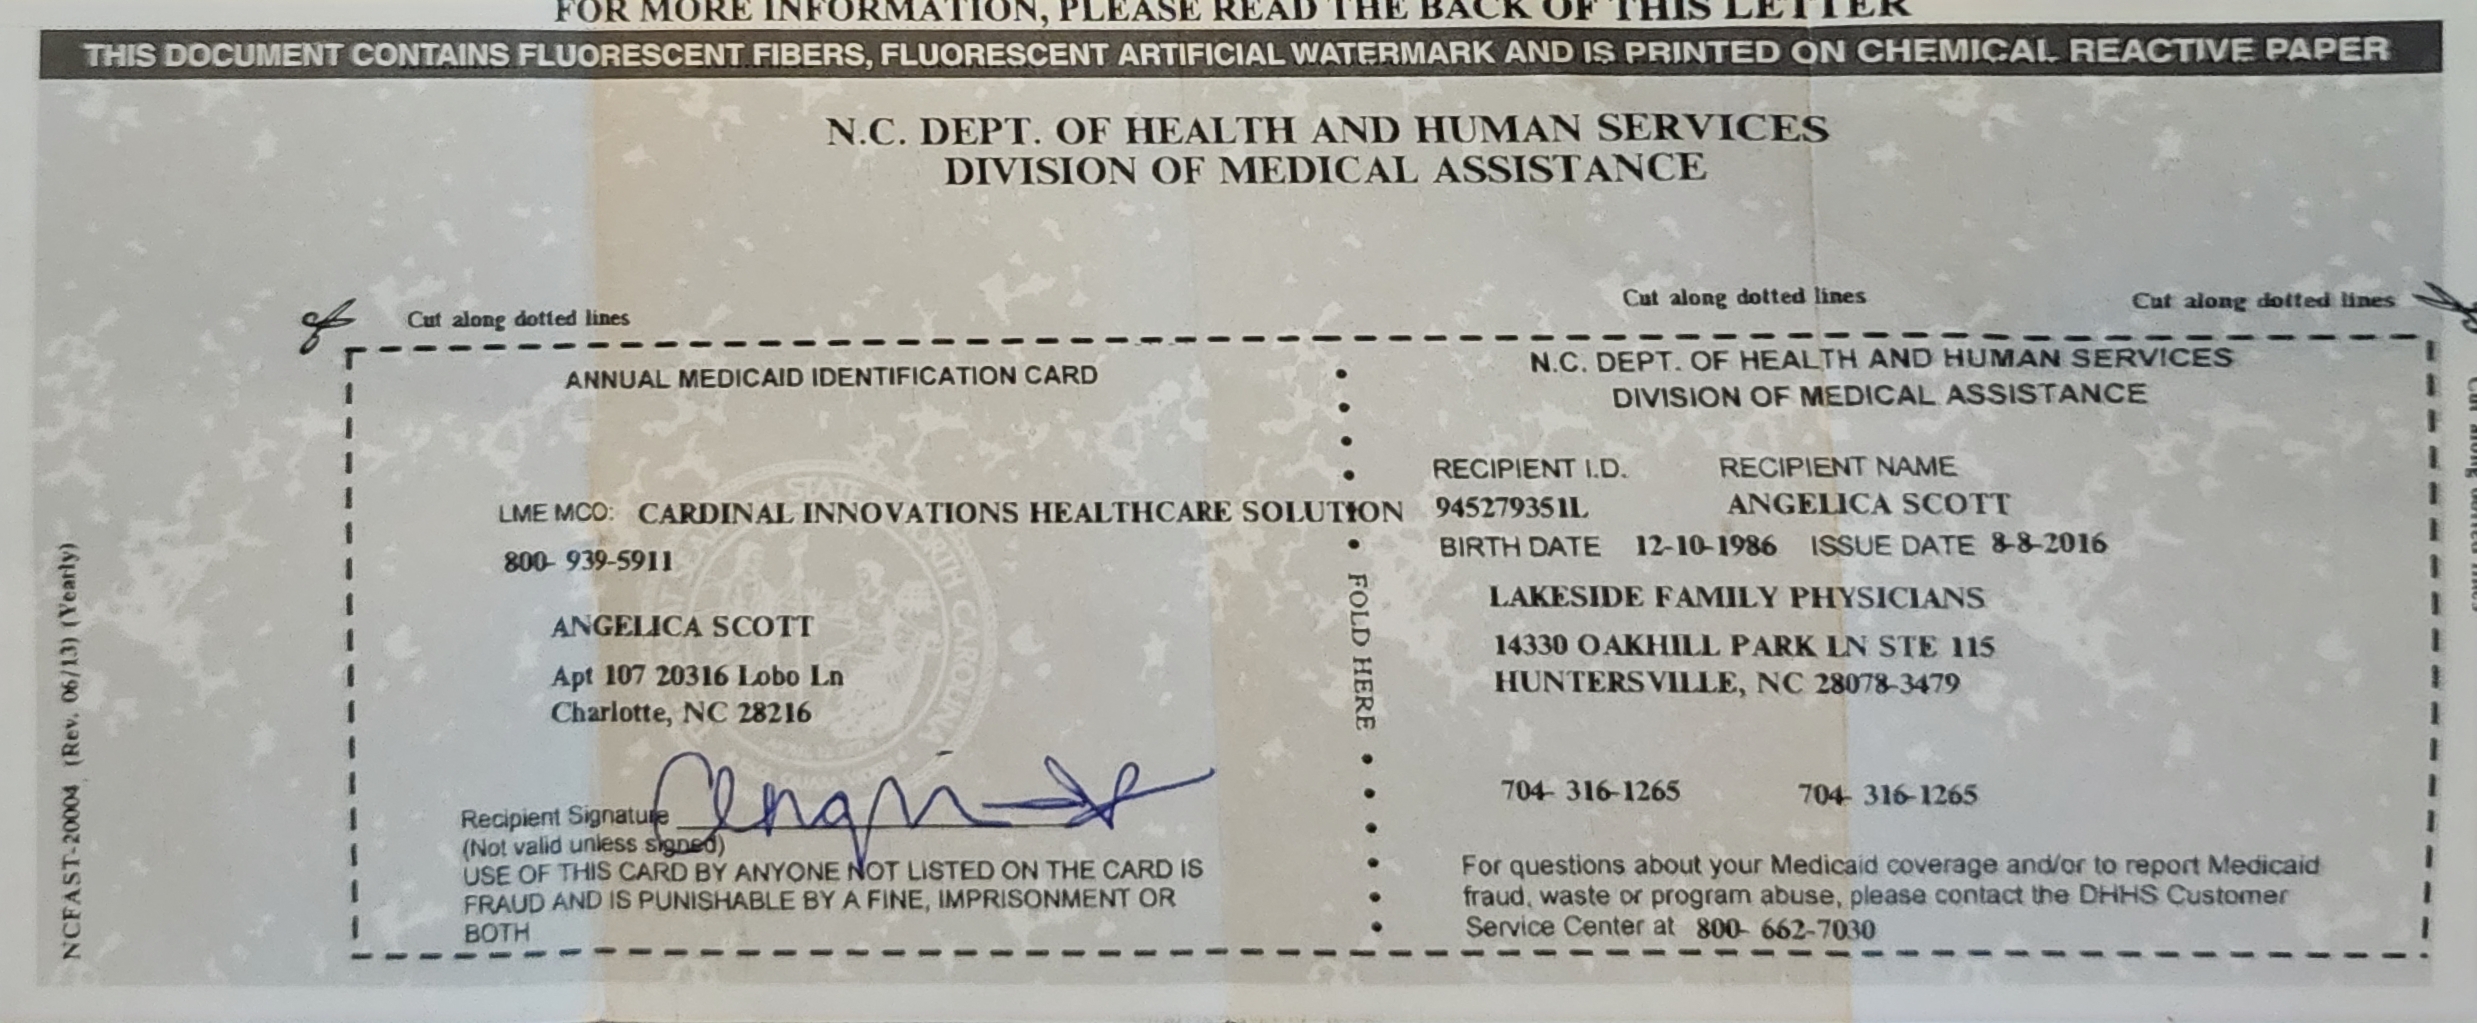 FOR MORE INFORMATION, PLEASE READ THE BACK OF THIS LETTER
THIS DOCUMENT CONTAINS FLUORESCENT FIBERS, FLUORESCENT ARTIFICIAL WATERMARK AND IS PRINTED ON CHEMICAL REACTIVE PAPER
N.C. DEPT. OF HEALTH AND HUMAN SERVICES
DIVISION OF MEDICAL ASSISTANCE
Cut along dotted lines
Cut along dotted lines
Cut along dotted lines
ANNUAL MEDICAID IDENTIFICATION CARD
LME MCO: CARDINAL INNOVATIONS HEALTHCARE SOLUTION
800- 939-5911
ANGELICA SCOTT
Apt 107 20316 Lobo Ln
Charlotte, NC 28216
Recipient Signature
(Not valid unless signed)
USE OF THIS CARD BY ANYONE NOT LISTED ON THE CARD IS
FRAUD AND IS PUNISHABLE BY A FINE, IMPRISONMENT OR
BOTH
FOLD HERE
N.C. DEPT. OF HEALTH AND HUMAN SERVICES
DIVISION OF MEDICAL ASSISTANCE
RECIPIENT I.D. RECIPIENT NAME
945279351L ANGELICA SCOTT
BIRTH DATE 12-10-1986 ISSUE DATE 8-8-2016
LAKESIDE FAMILY PHYSICIANS
14330 OAKHILL PARK LN STE 115
HUNTERSVILLE, NC 28078-3479
704- 316-1265 704- 316-1265
For questions about your Medicaid coverage and/or to report Medicaid
fraud, waste or program abuse, please contact the DHHS Customer
Service Center at 800- 662-7030
NCFAST-20004 (Rev. 06/13) (Yearly)